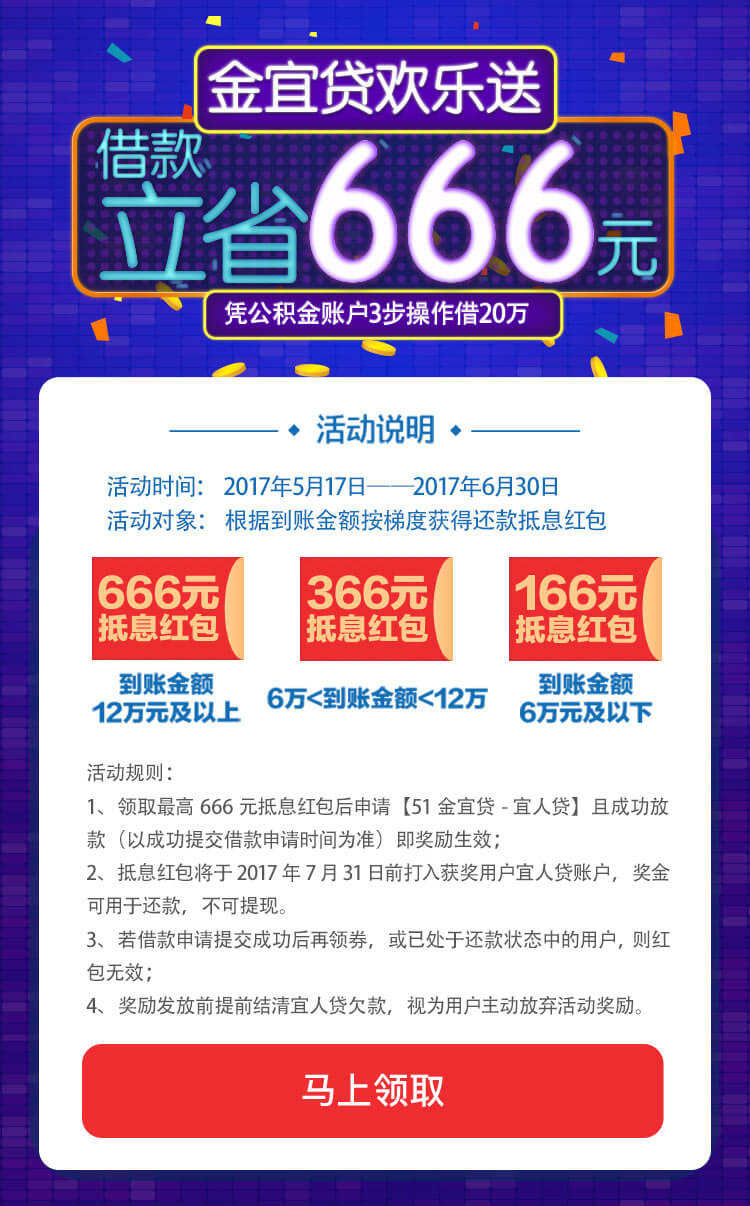 金宜贷欢乐送
借款
立省666元
凭公积金账户3步操作借20万
活动说明
活动时间： 2017年5月17日——2017年6月30日
活动对象： 根据到账金额按梯度获得还款抵息红包
666元 366元 166元
抵息红包 抵息红包 抵息红包
到账金额 到账金额
12万元及以上 6万<到账金额<12万 6万元及以下
活动规则：
1、领取最高 666 元抵息红包后申请【51 金宜贷 - 宜人贷】且成功放
款（以成功提交借款申请时间为准）即奖励生效；
2、抵息红包将于 2017 年 7 月 31 日前打入获奖用户宜人贷账户，奖金
可用于还款，不可提现。
3、若借款申请提交成功后再领券，或已处于还款状态中的用户, 则红
包无效；
4、奖励发放前提前结清宜人贷欠款，视为用户主动放弃活动奖励。
马上领取